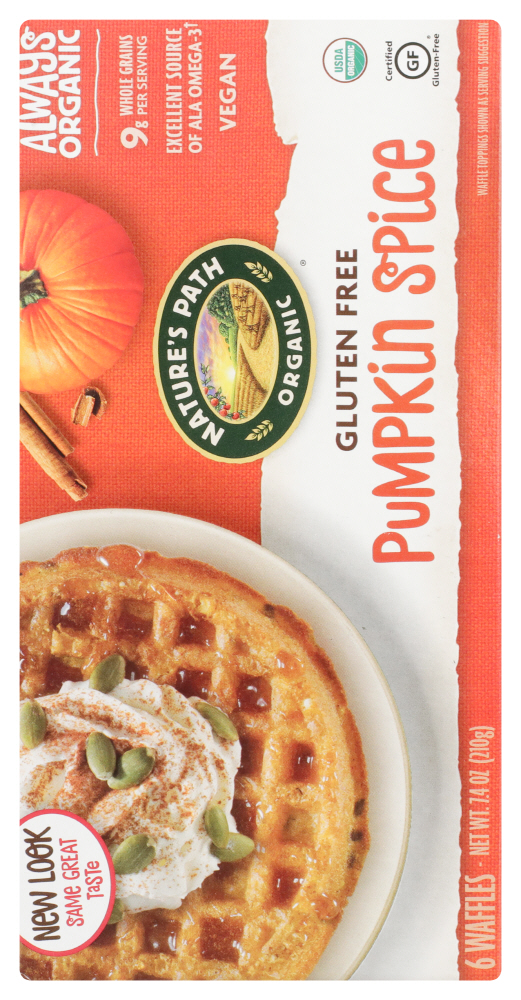 NEW LOOK
SAME GREAT
TaSTe
ALWAYS
ORGANIC
9g WHOLE GRAINS
PER SERVING
EXCELLENT SOURCE
OF ALA OMEGA-3†
VEGAN
NATURE'S PATH
ORGANIC
®
USDA
ORGANIC
Certified
GF
®
Gluten-Free
GLUTEN FREE
PuMPKin SPice
6 WAFFLES - NET WT. 7.4 OZ (210g)
WAFFLE TOPPINGS SHOWN AS SERVING SUGGESTION